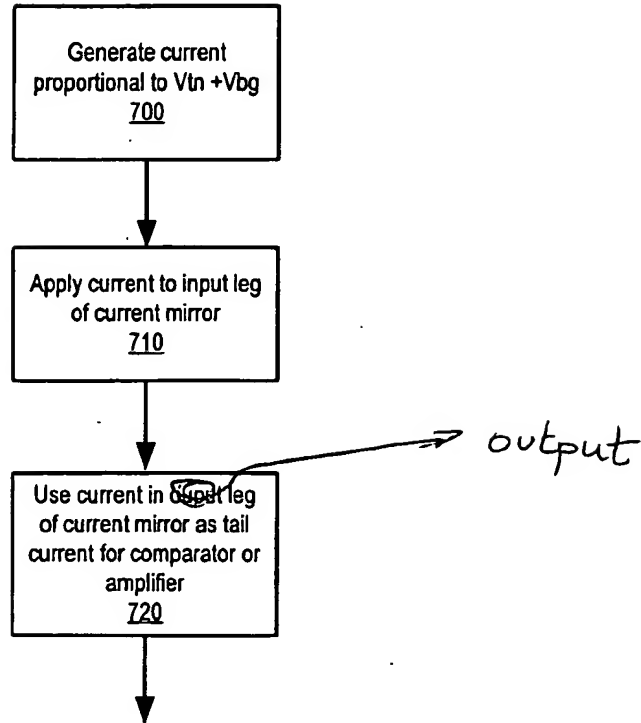 Generate current
proportional to Vtn +Vbg
700
Apply current to input leg
of current mirror
710
output
Use current in ouput leg
of current mirror as tail
current for comparator or
amplifier
720